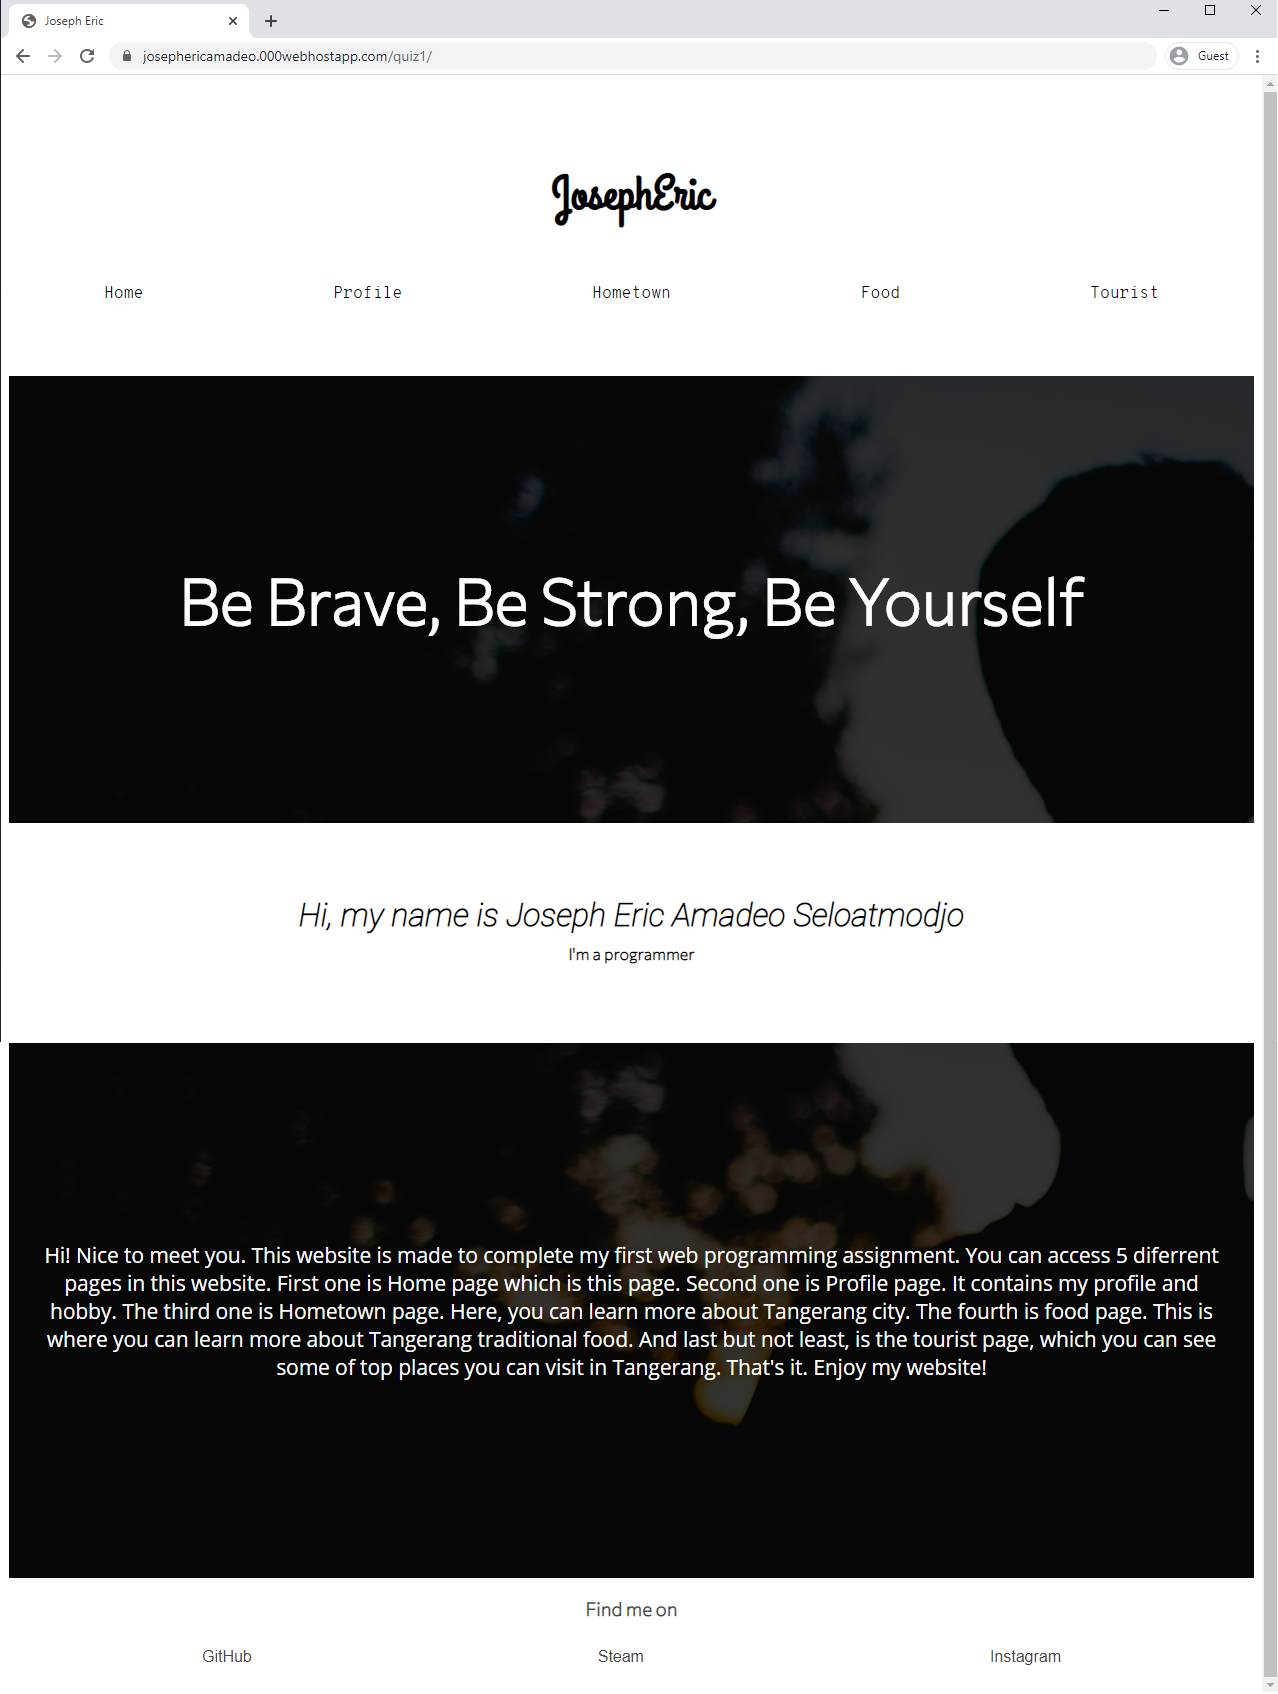 Joseph Eric
josephericamadeo.000webhostapp.com/quiz1/
Guest
JosephEric
Home Profile Hometown Food Tourist
Be Brave, Be Strong, Be Yourself
Hi, my name is Joseph Eric Amadeo Seloatmodjo
I'm a programmer
Hi! Nice to meet you. This website is made to complete my first web programming assignment. You can access 5 diferrent
pages in this website. First one is Home page which is this page. Second one is Profile page. It contains my profile and
hobby. The third one is Hometown page. Here, you can learn more about Tangerang city. The fourth is food page. This is
where you can learn more about Tangerang traditional food. And last but not least, is the tourist page, which you can see
some of top places you can visit in Tangerang. That's it. Enjoy my website!
Find me on
GitHub Steam Instagram